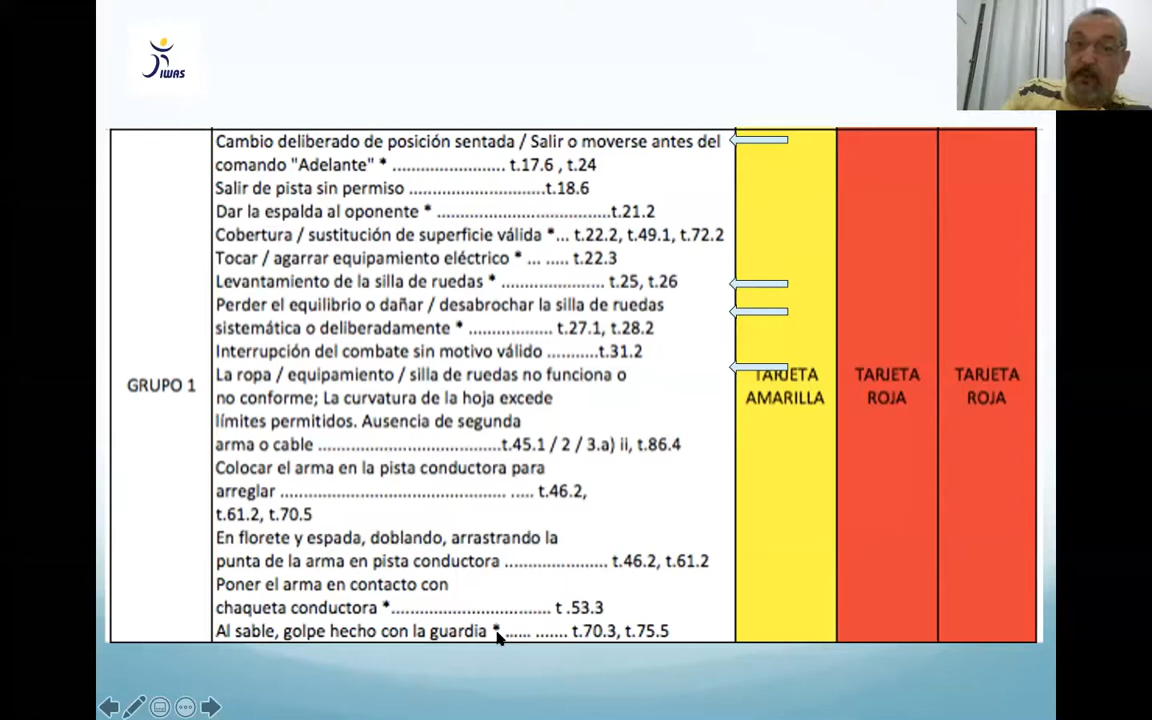 IWAS
Cambio deliberado de posición sentada / Salir o moverse antes del
comando "Adelante" * ........................ t.17.6 , t.24
Salir de pista sin permiso .............................t.18.6
Dar la espalda al oponente * .....................................t.21.2
Cobertura / sustitución de superficie válida *... t.22.2, t.49.1, t.72.2
Tocar / agarrar equipamiento eléctrico * ... ..... t.22.3
Levantamiento de la silla de ruedas * ...................... t.25, t.26
Perder el equilibrio o dañar / desabrochar la silla de ruedas
sistemática o deliberadamente * .................. t.27.1, t.28.2
Interrupción del combate sin motivo válido ...........t.31.2
La ropa / equipamiento / silla de ruedas no funciona o
no conforme; La curvatura de la hoja excede
límites permitidos. Ausencia de segunda
arma o cable .......................................t.45.1 / 2 / 3.a) ii, t.86.4
Colocar el arma en la pista conductora para
arreglar ................................................ ..... t.46.2,
t.61.2, t.70.5
En florete y espada, doblando, arrastrando la
punta de la arma en pista conductora ...................... t.46.2, t.61.2
Poner el arma en contacto con
chaqueta conductora *.................................. t .53.3
Al sable, golpe hecho con la guardia * ...... ....... t.70.3, t.75.5
GRUPO 1
TARJETA
AMARILLA
TARJETA
ROJA
TARJETA
ROJA